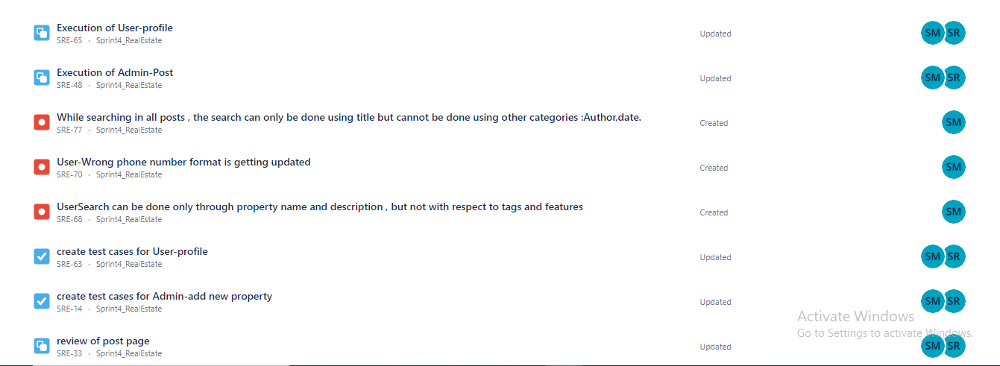 Execution of User-profile
Updated
SM SR
SRE-65 · Sprint4_RealEstate
Execution of Admin-Post
Updated
SM SR
SRE-48 · Sprint4_RealEstate
While searching in all posts , the search can only be done using title but cannot be done using other categories :Author,date.
Created
SM
SRE-77 · Sprint4_RealEstate
User-Wrong phone number format is getting updated
Created
SM
SRE-70 · Sprint4_RealEstate
UserSearch can be done only through property name and description , but not with respect to tags and features
Created
SM
SRE-68 · Sprint4_RealEstate
create test cases for User-profile
Updated
SM SR
SRE-63 · Sprint4_RealEstate
create test cases for Admin-add new property
Updated
SM SR
SRE-14 · Sprint4_RealEstate
Activate Windows
Go to Settings to activate Windows.
review of post page
Updated
SM SR
SRE-33 · Sprint4_RealEstate